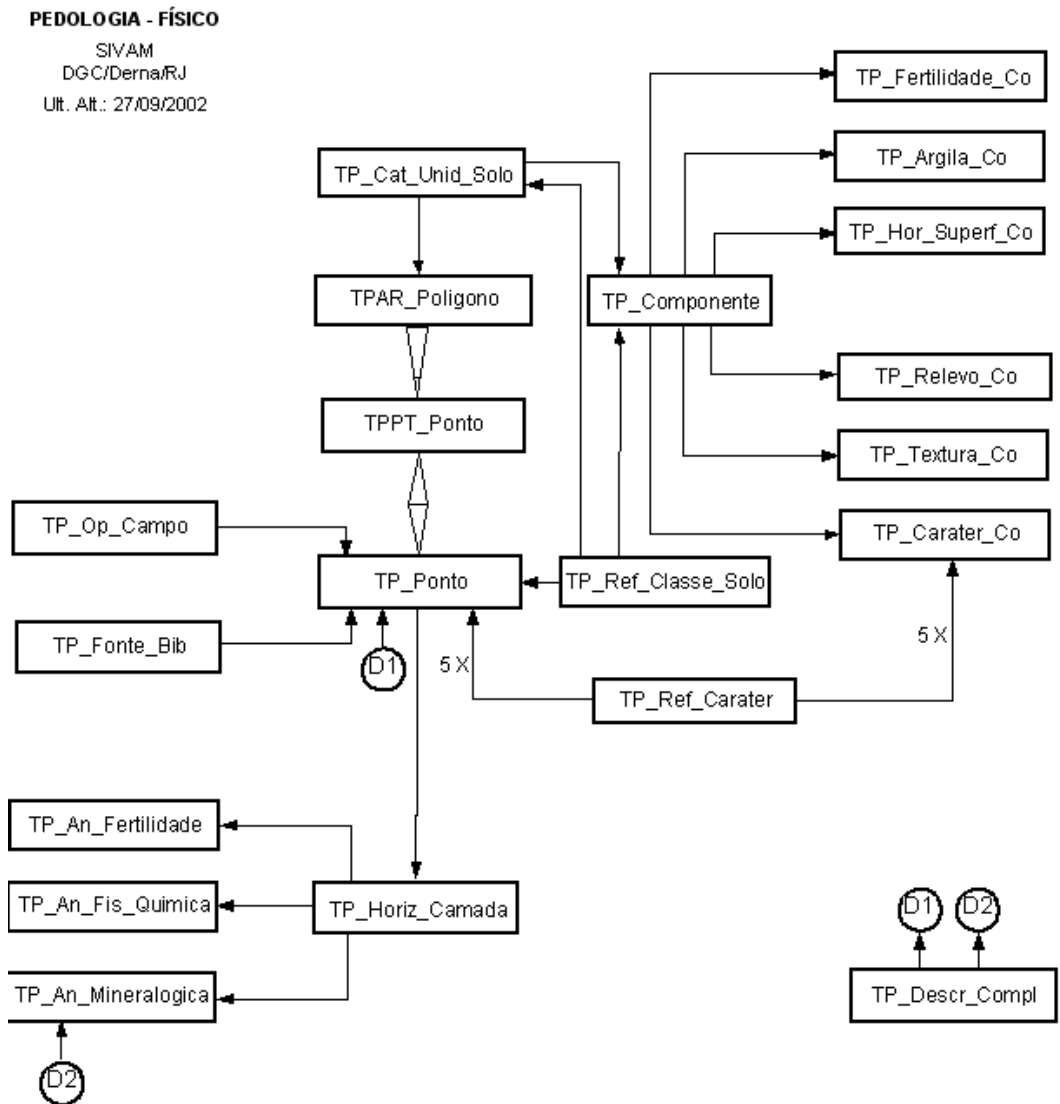 PEDOLOGIA - FÍSICO
SIVAM
DGC/Derna/RJ
Ult. Alt.: 27/09/2002
TP_Fertilidade_Co
TP_Argila_Co
TP_Cat_Unid_Solo
TP_Hor_Superf_Co
TPAR_Poligono
TP_Componente
TP_Relevo_Co
TPPT_Ponto
TP_Textura_Co
TP_Op_Campo
TP_Carater_Co
TP_Ponto
TP_Ref_Classe_Solo
TP_Fonte_Bib
D1
5 X
5 X
TP_Ref_Carater
TP_An_Fertilidade
TP_An_Fis_Quimica
TP_Horiz_Camada
D1
D2
TP_An_Mineralogica
TP_Descr_Compl
D2